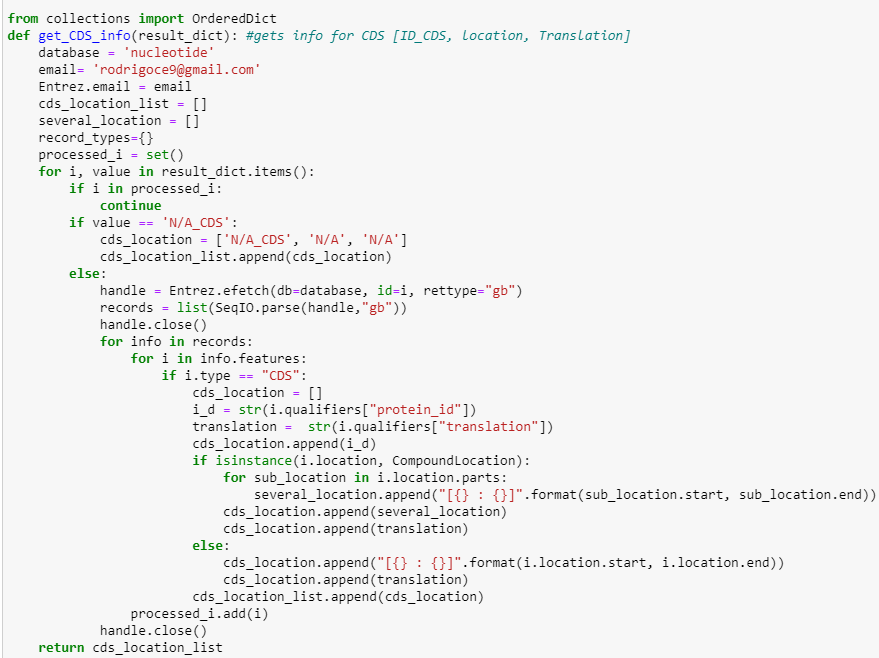 from collections import OrderedDict
def get_CDS_info(result_dict): #gets info for CDS [ID_CDS, Location, Translation]
    database = 'nucleotide'
    email= 'rodrigoce9@gmail.com'
    Entrez.email = email
    cds_location_list = []
    several_location = []
    record_types={}
    processed_i = set()
    for i, value in result_dict.items():
        if i in processed_i:
            continue
        if value == 'N/A_CDS':
            cds_location = ['N/A_CDS', 'N/A', 'N/A']
            cds_location_list.append(cds_location)
        else:
            handle = Entrez.efetch(db=database, id=i, rettype="gb")
            records = list(SeqIO.parse(handle,"gb"))
            handle.close()
            for info in records:
                for i in info.features:
                    if i.type == "CDS":
                        cds_location = []
                        i_d = str(i.qualifiers["protein_id"])
                        translation =  str(i.qualifiers["translation"])
                        cds_location.append(i_d)
                        if isinstance(i.location, CompoundLocation):
                            for sub_location in i.location.parts:
                                several_location.append("[{} : {}]".format(sub_location.start, sub_location.end))
                            cds_location.append(several_location)
                            cds_location.append(translation)
                        else:
                            cds_location.append("[{} : {}]".format(i.location.start, i.location.end))
                            cds_location.append(translation)
                        cds_location_list.append(cds_location)
                processed_i.add(i)
            handle.close()
    return cds_location_list